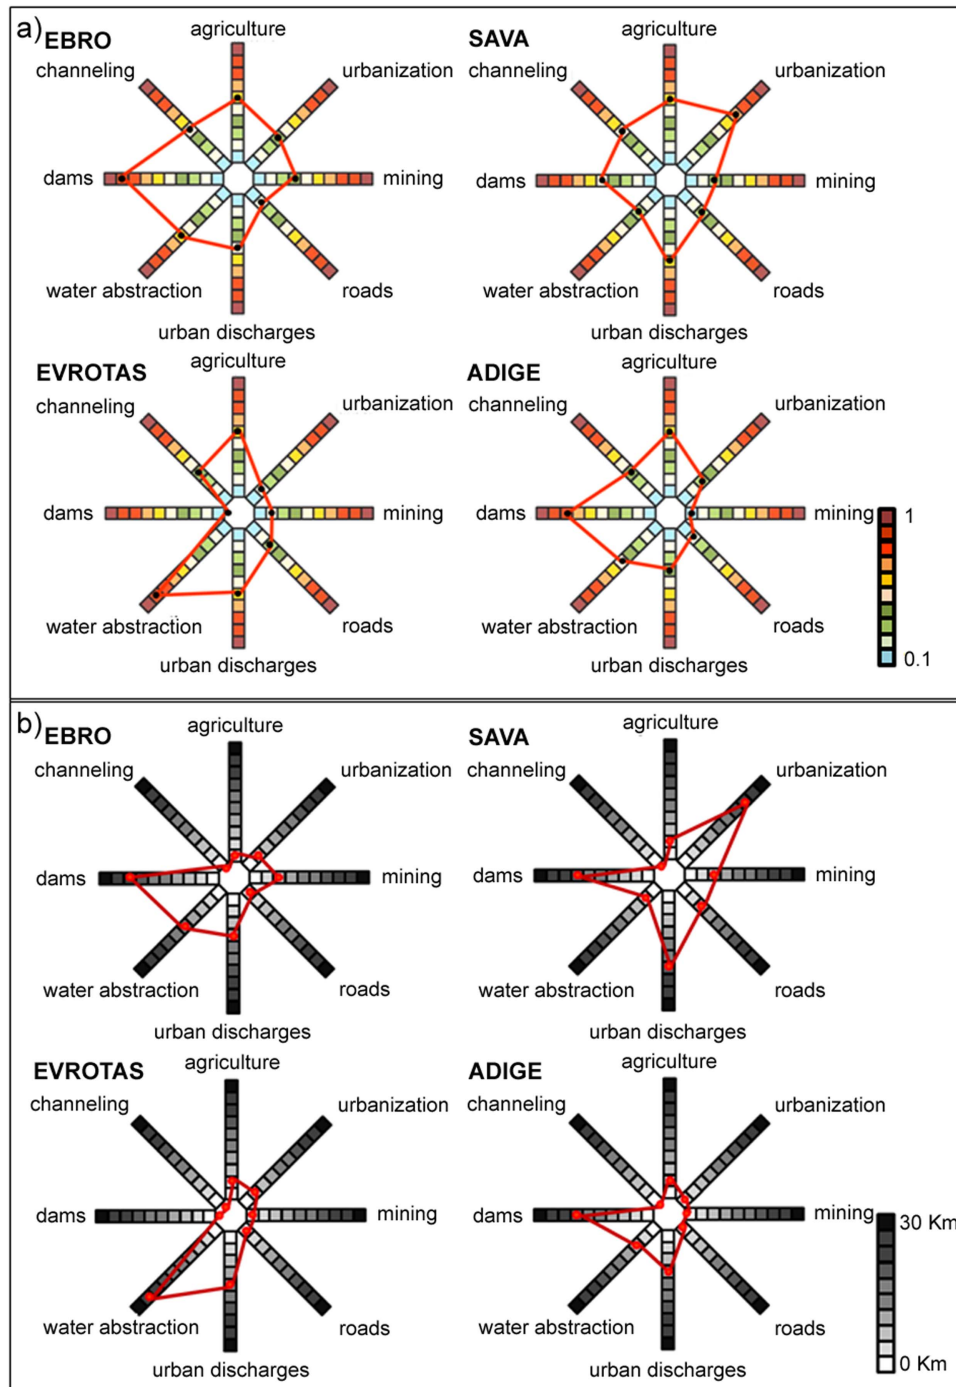 a)
EBRO
agriculture
channeling
urbanization
dams
mining
water abstraction
roads
urban discharges
SAVA
agriculture
channeling
urbanization
dams
mining
water abstraction
roads
urban discharges
EVROTAS
agriculture
channeling
urbanization
dams
mining
water abstraction
roads
urban discharges
ADIGE
agriculture
channeling
urbanization
dams
mining
water abstraction
roads
urban discharges
1
0.1
b)
EBRO
agriculture
channeling
urbanization
dams
mining
water abstraction
roads
urban discharges
SAVA
agriculture
channeling
urbanization
dams
mining
water abstraction
roads
urban discharges
EVROTAS
agriculture
channeling
urbanization
dams
mining
water abstraction
roads
urban discharges
ADIGE
agriculture
channeling
urbanization
dams
mining
water abstraction
roads
urban discharges
30 Km
0 Km